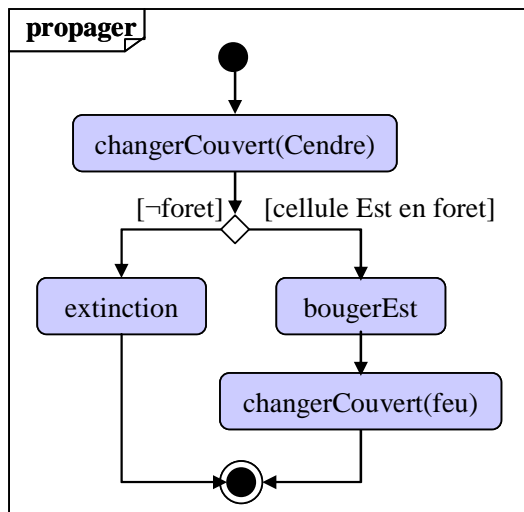 propager
changerCouvert(Cendre)
[¬foret]
[cellule Est en foret]
extinction
bougerEst
changerCouvert(feu)